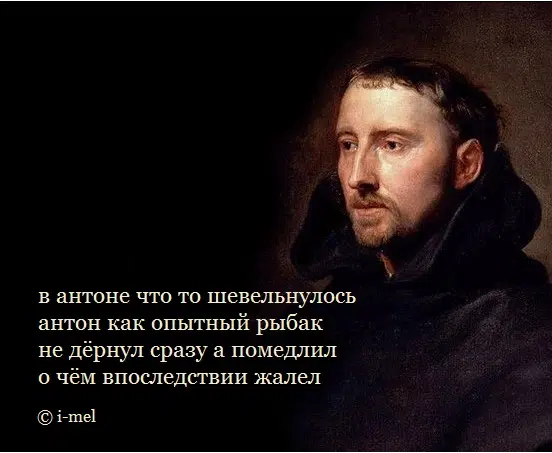 в антоне что то шевельнулось
антон как опытный рыбак
не дёрнул сразу а помедлил
о чём впоследствии жалел
© i-mel